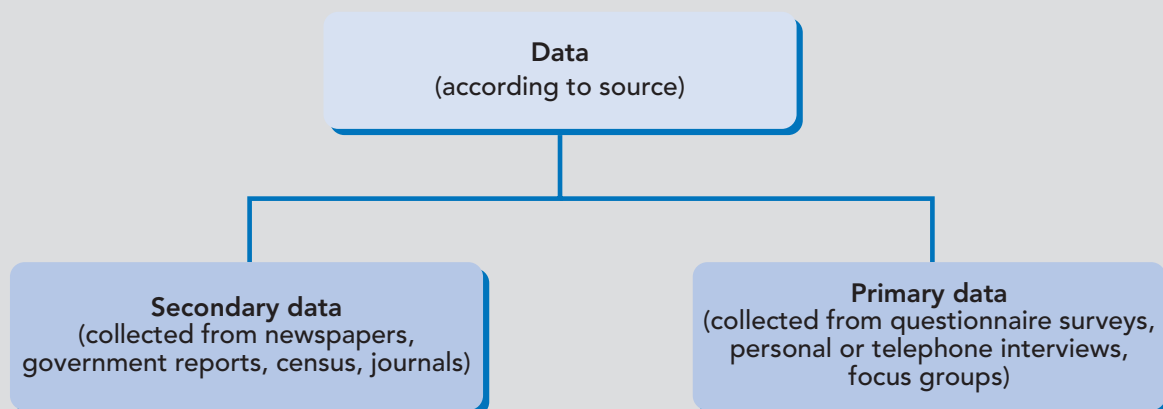 Data
(according to source)
Secondary data
(collected from newspapers,
government reports, census, journals)
Primary data
(collected from questionnaire surveys,
personal or telephone interviews,
focus groups)